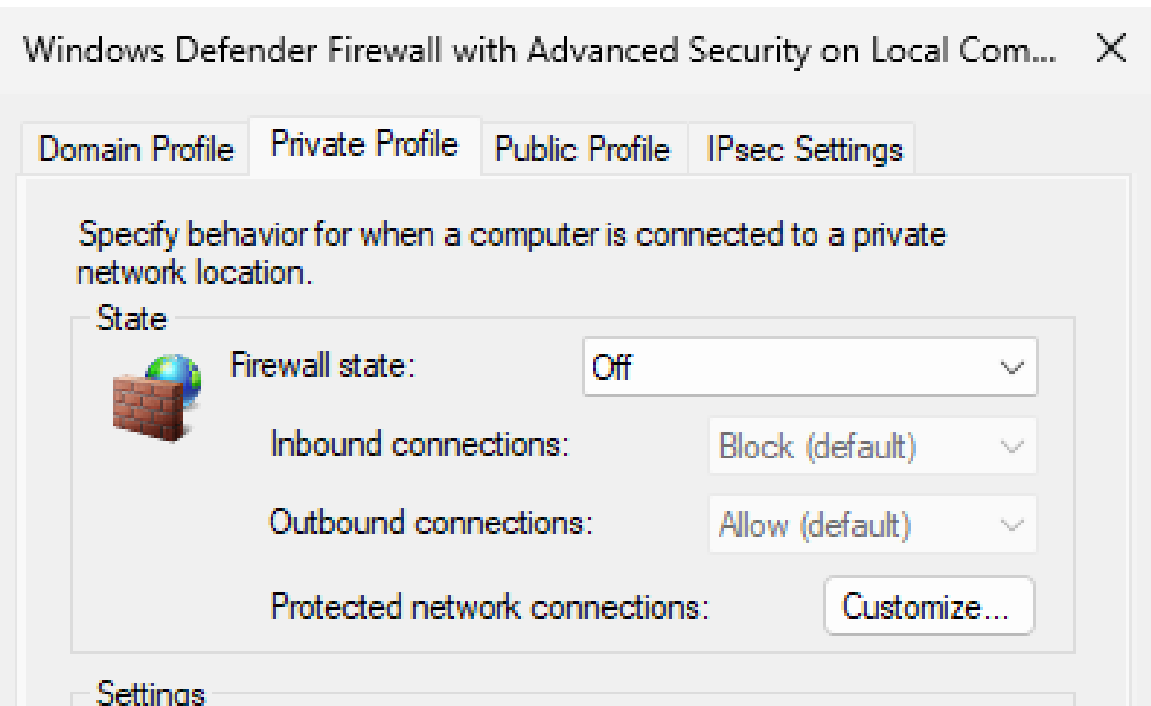 Windows Defender Firewall with Advanced Security on Local Com...
Domain Profile Private Profile Public Profile IPsec Settings
Specify behavior for when a computer is connected to a private
network location.
State
Firewall state: Off
Inbound connections: Block (default)
Outbound connections: Allow (default)
Protected network connections: Customize...
Settings